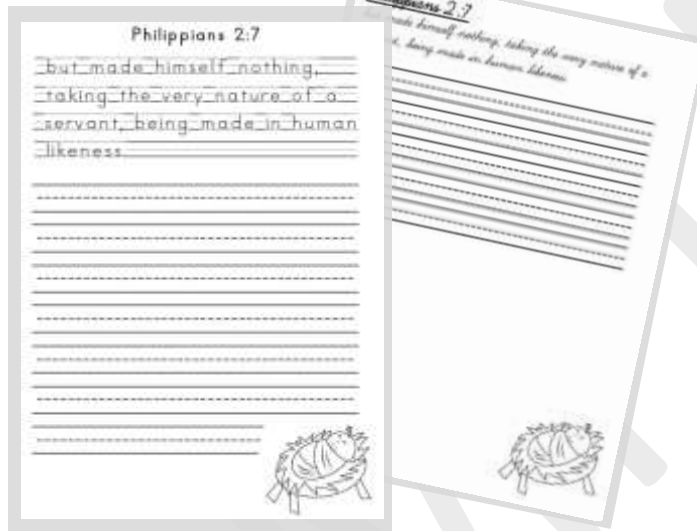 Philippians 2:7
but made himself nothing,
taking the very nature of a
servant, being made in human
likeness.
2:7
made himself nothing, taking the very nature of a
being made in human likeness.